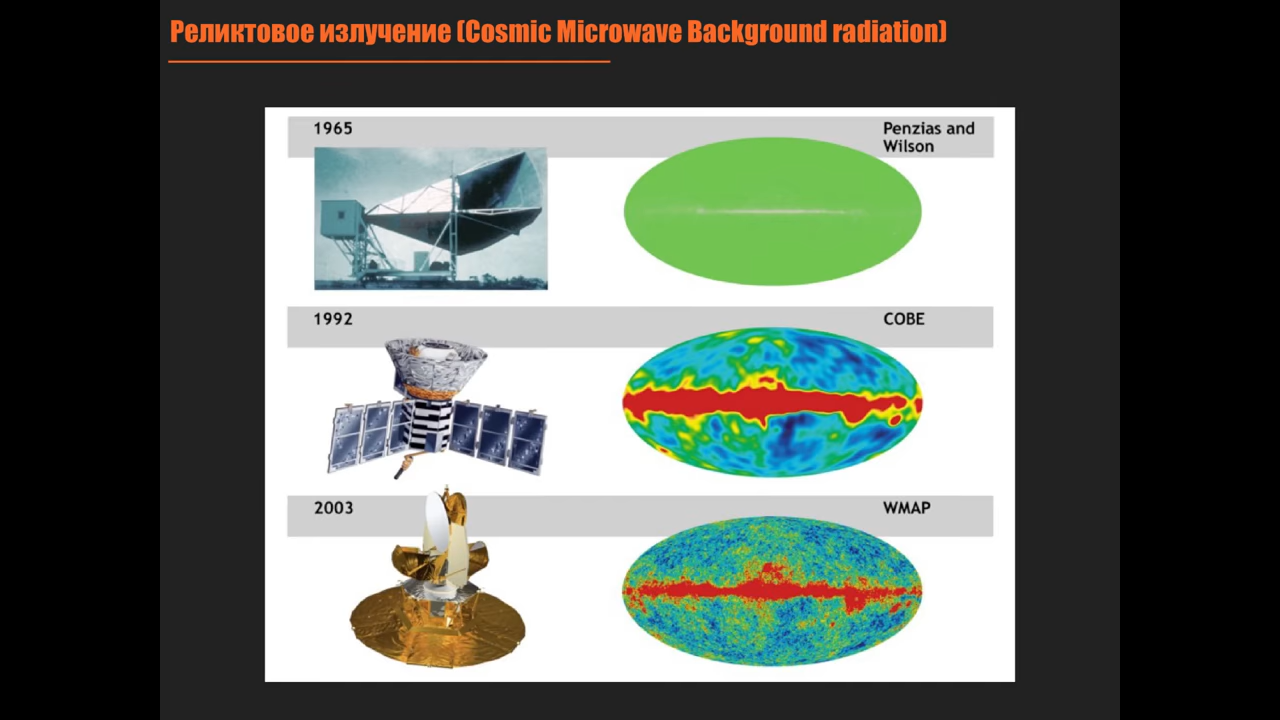 Реликтовое излучение (Cosmic Microwave Background radiation)
1965
Penzias and
Wilson
1992
COBE
2003
WMAP